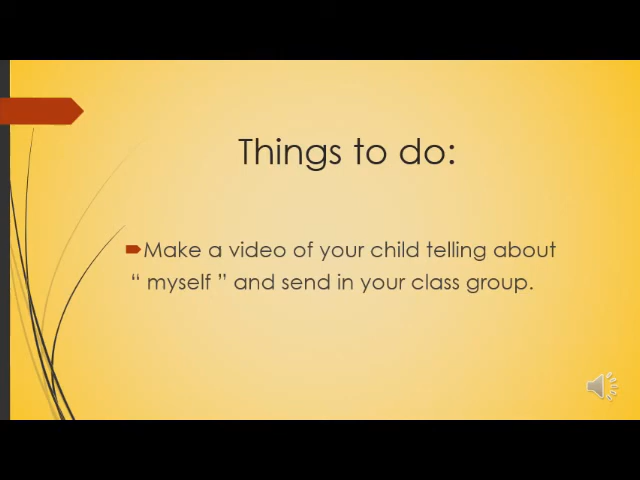 Things to do:
Make a video of your child telling about
“ myself ” and send in your class group.